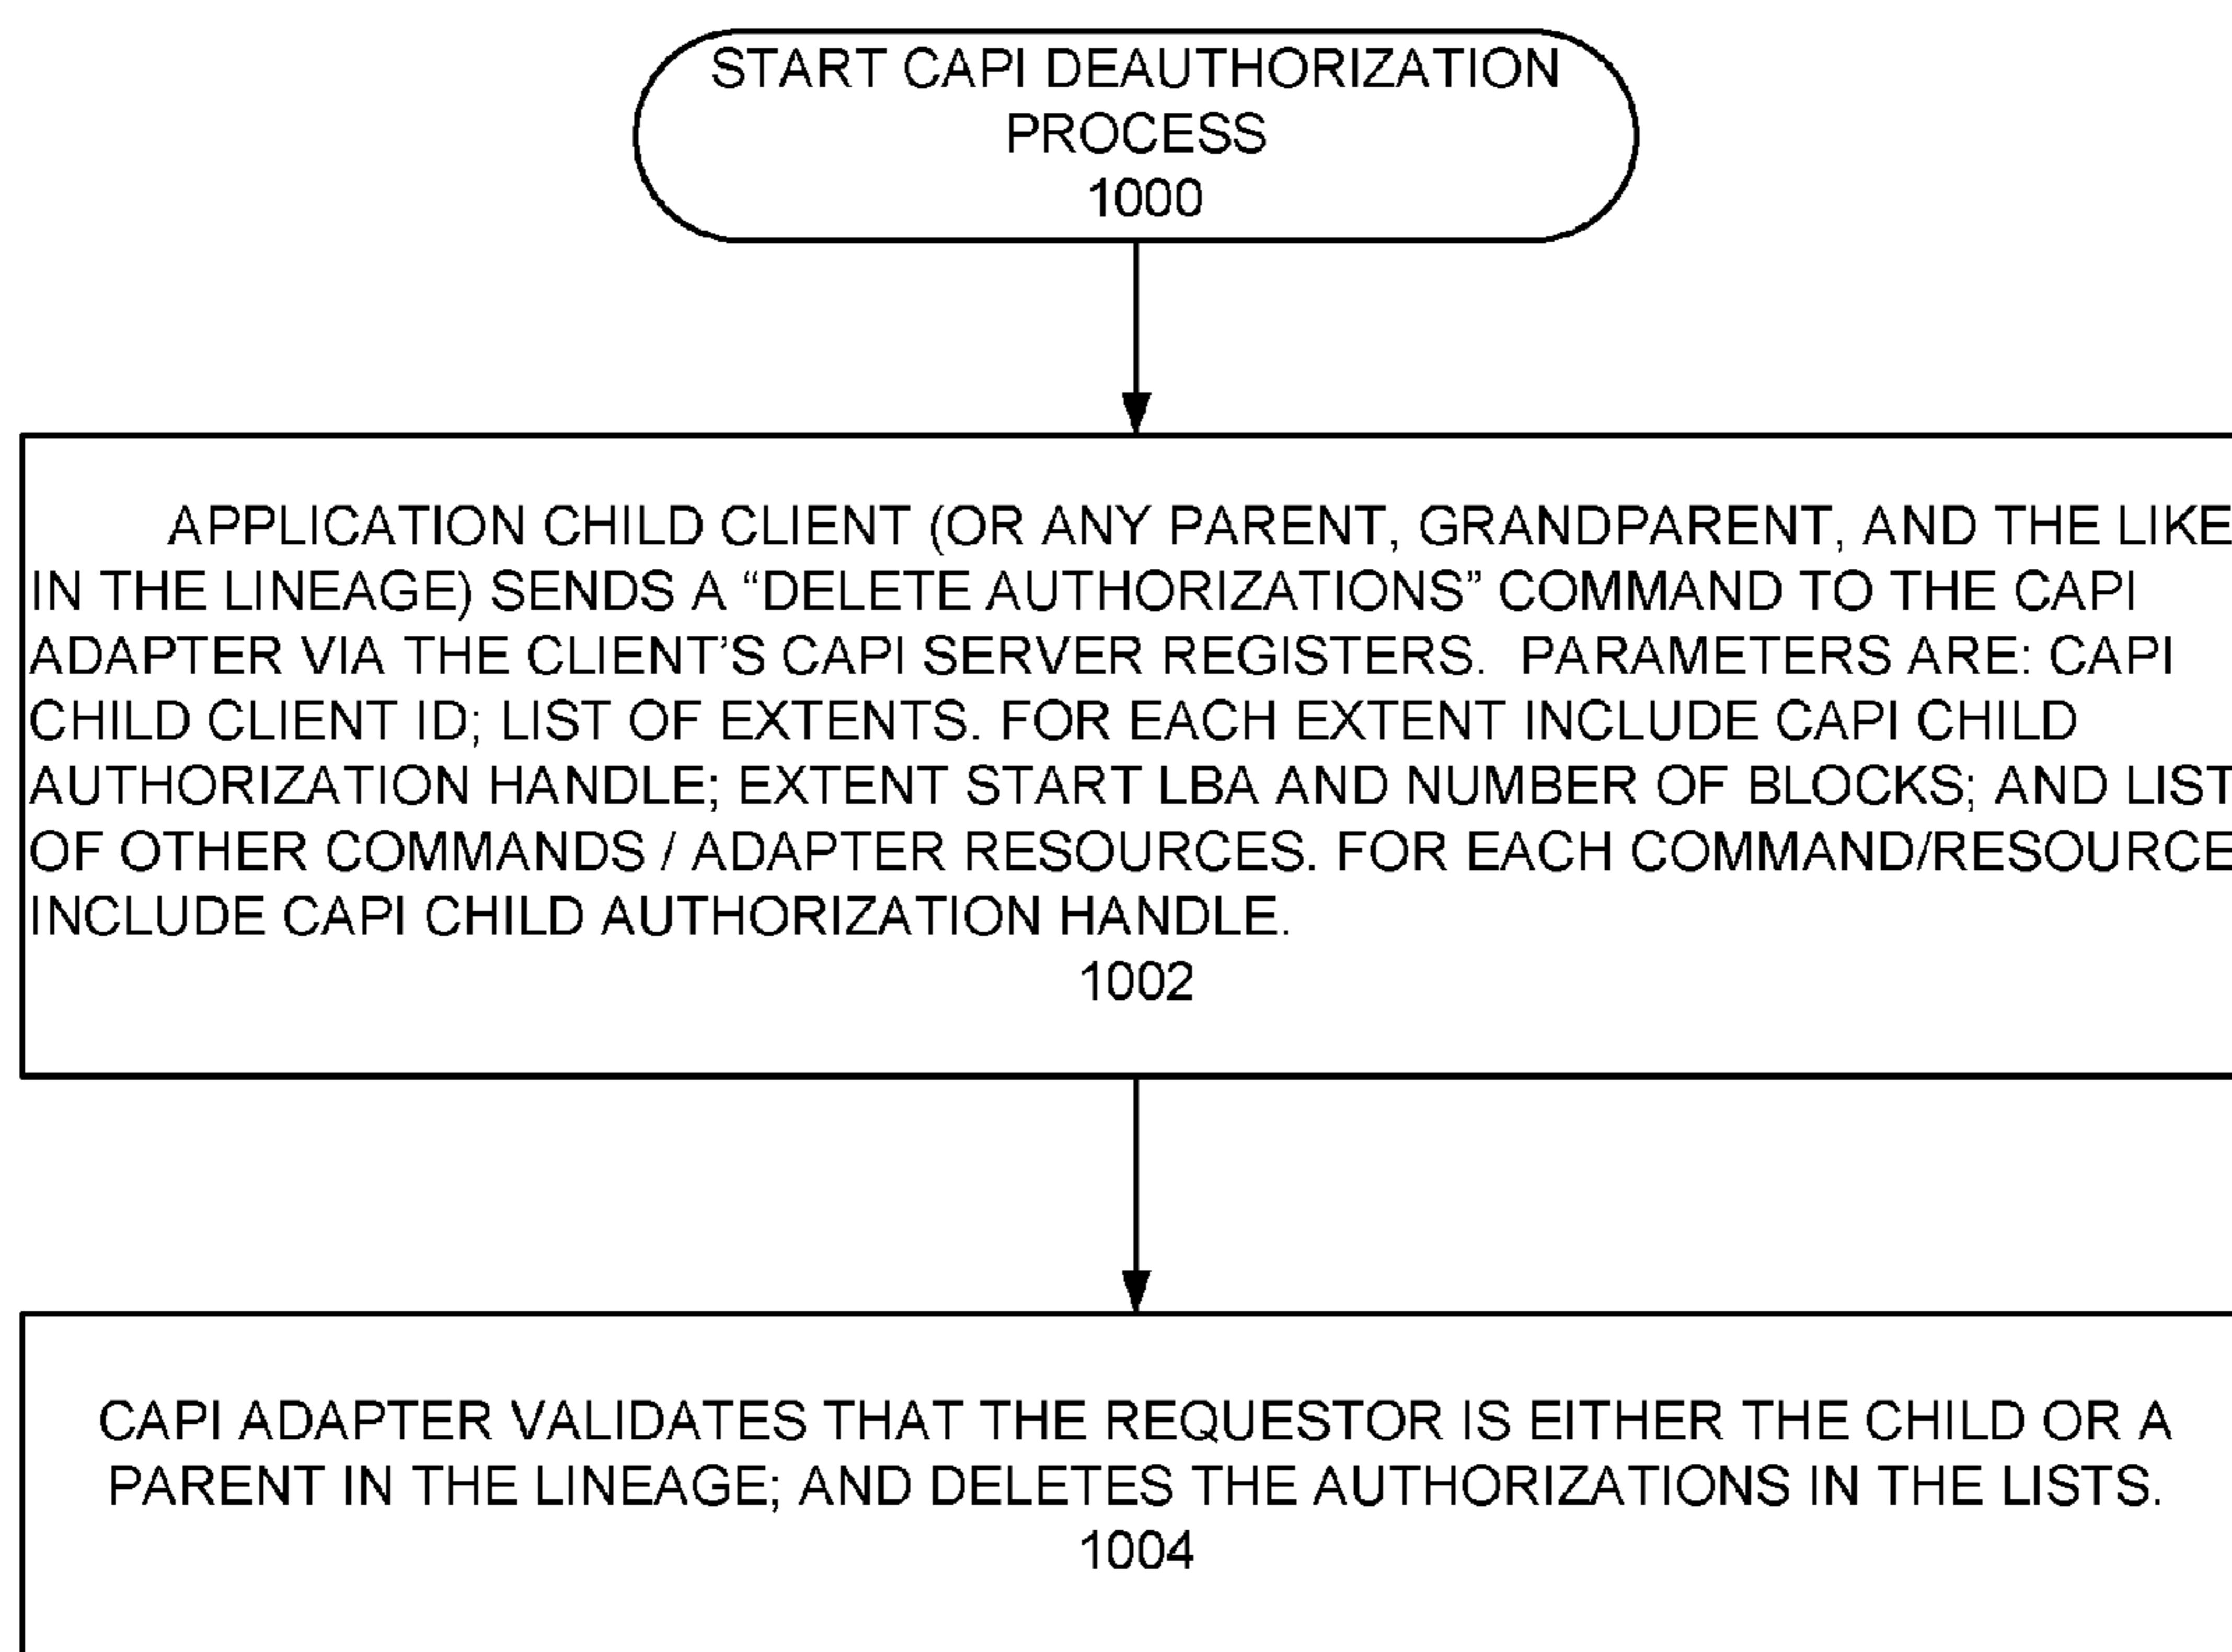 START CAPI DEAUTHORIZATION
PROCESS
1000
APPLICATION CHILD CLIENT (OR ANY PARENT, GRANDPARENT, AND THE LIKE
IN THE LINEAGE) SENDS A “DELETE AUTHORIZATIONS” COMMAND TO THE CAPI
ADAPTER VIA THE CLIENT’S CAPI SERVER REGISTERS. PARAMETERS ARE: CAPI
CHILD CLIENT ID; LIST OF EXTENTS. FOR EACH EXTENT INCLUDE CAPI CHILD
AUTHORIZATION HANDLE; EXTENT START LBA AND NUMBER OF BLOCKS; AND LIST
OF OTHER COMMANDS / ADAPTER RESOURCES. FOR EACH COMMAND/RESOURCE
INCLUDE CAPI CHILD AUTHORIZATION HANDLE.
1002
CAPI ADAPTER VALIDATES THAT THE REQUESTOR IS EITHER THE CHILD OR A
PARENT IN THE LINEAGE; AND DELETES THE AUTHORIZATIONS IN THE LISTS.
1004